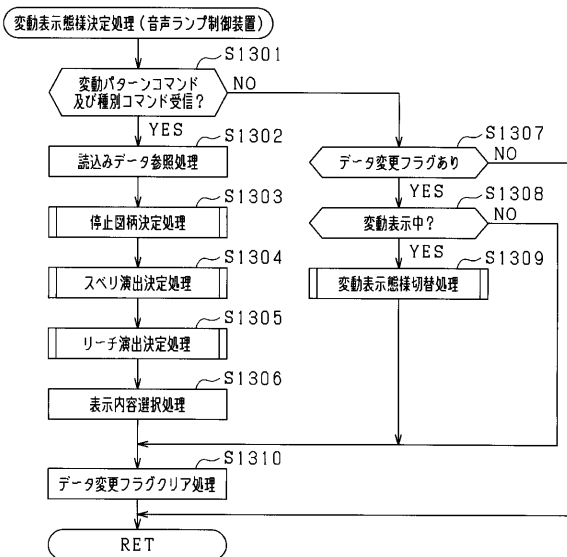 変動表示態様決定処理(音声ランプ制御装置)
S1301
変動パターンコマンド
及び種別コマンド受信?
NO
YES
S1302
読込みデータ参照処理
S1303
停止図柄決定処理
S1304
スベリ演出決定処理
S1305
リーチ演出決定処理
S1306
表示内容選択処理
S1307
データ変更フラグあり
NO
YES
S1308
変動表示中?
NO
YES
S1309
変動表示態様切替処理
S1310
データ変更フラグクリア処理
RET